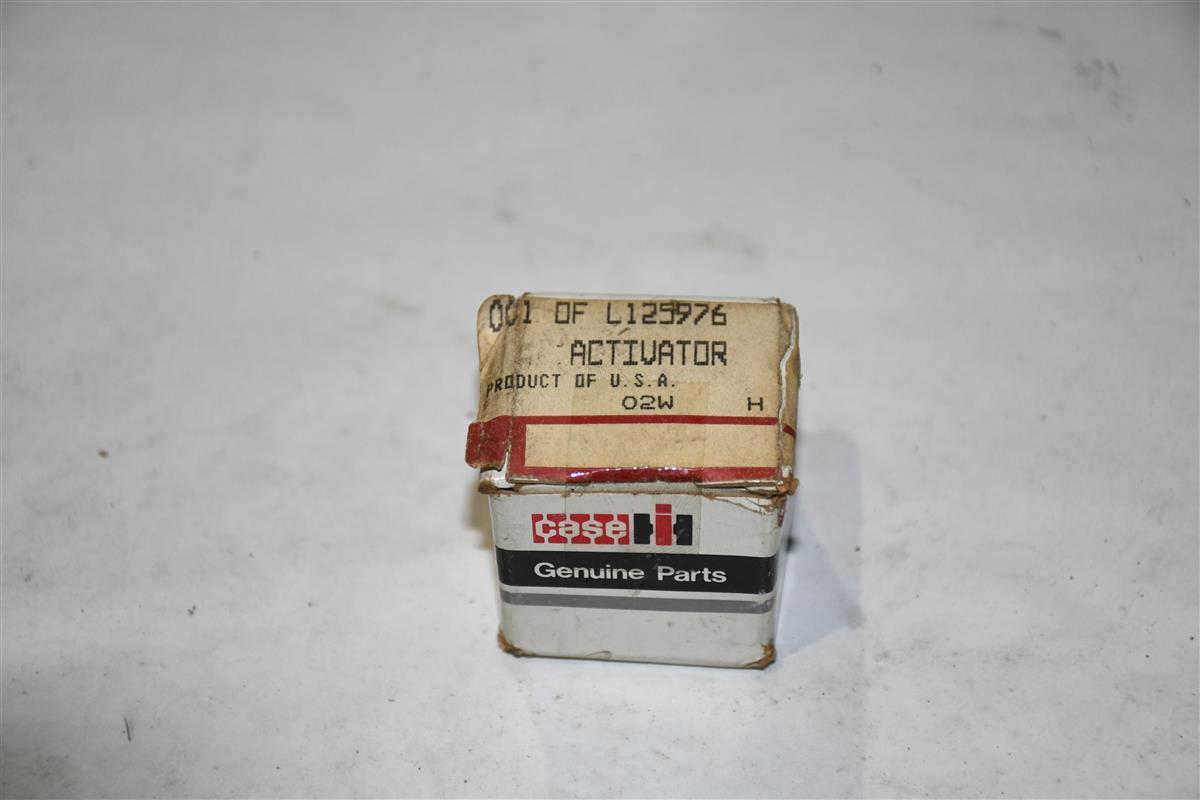 001 OF L125976
ACTIVATOR
PRODUCT OF U.S.A.
02W H
case IH
Genuine Parts